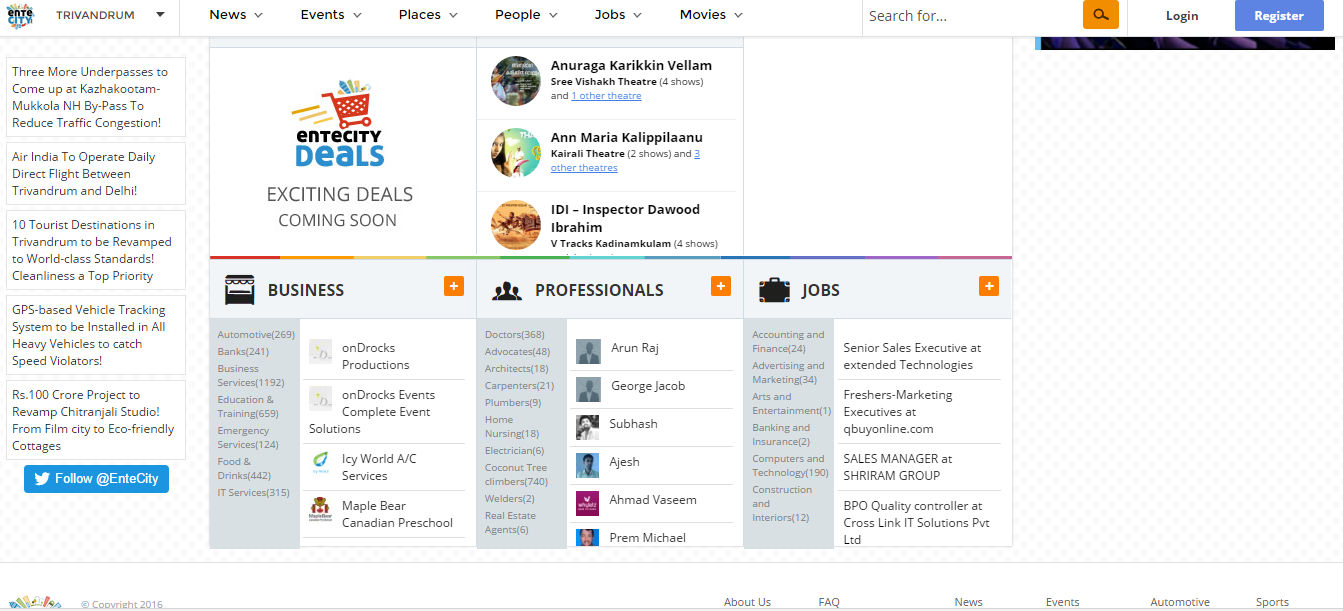 ENTE
CITY
TRIVANDRUM
News
Events
Places
People
Jobs
Movies
Search for...
Login
Register
Three More Underpasses to
Come up at Kazhakootam-
Mukkola NH By-Pass To
Reduce Traffic Congestion!
Air India To Operate Daily
Direct Flight Between
Trivandrum and Delhi!
10 Tourist Destinations in
Trivandrum to be Revamped
to World-class Standards!
Cleanliness a Top Priority
GPS-based Vehicle Tracking
System to be Installed in All
Heavy Vehicles to catch
Speed Violators!
Rs.100 Crore Project to
Revamp Chitranjali Studio!
From Film city to Eco-friendly
Cottages
Follow @EnteCity
ENTECITY
DEALS
EXCITING DEALS
COMING SOON
Anuraga Karikkin Vellam
Sree Vishakh Theatre (4 shows)
and 1 other theatre
Ann Maria Kalippilaanu
Kairali Theatre (2 shows) and 3
other theatres
IDI – Inspector Dawood
Ibrahim
V Tracks Kadinamkulam (4 shows)
BUSINESS
+
Automotive(269)
Banks(241)
Business
Services(1192)
Education &
Training(659)
Emergency
Services(124)
Food &
Drinks(442)
IT Services(315)
onDrocks
Productions
onDrocks Events
Complete Event
Solutions
Icy World A/C
Services
Maple Bear
Canadian Preschool
PROFESSIONALS
+
Doctors(368)
Advocates(48)
Architects(18)
Carpenters(21)
Plumbers(9)
Home
Nursing(18)
Electrician(6)
Coconut Tree
climbers(740)
Welders(2)
Real Estate
Agents(6)
Arun Raj
George Jacob
Subhash
Ajesh
Ahmad Vaseem
Prem Michael
JOBS
+
Accounting and
Finance(24)
Advertising and
Marketing(34)
Arts and
Entertainment(1)
Banking and
Insurance(2)
Computers and
Technology(190)
Construction
and
Interiors(12)
Senior Sales Executive at
extended Technologies
Freshers-Marketing
Executives at
qbuyonline.com
SALES MANAGER at
SHRIRAM GROUP
BPO Quality controller at
Cross Link IT Solutions Pvt
Ltd
© Copyright 2016
About Us
FAQ
News
Events
Automotive
Sports